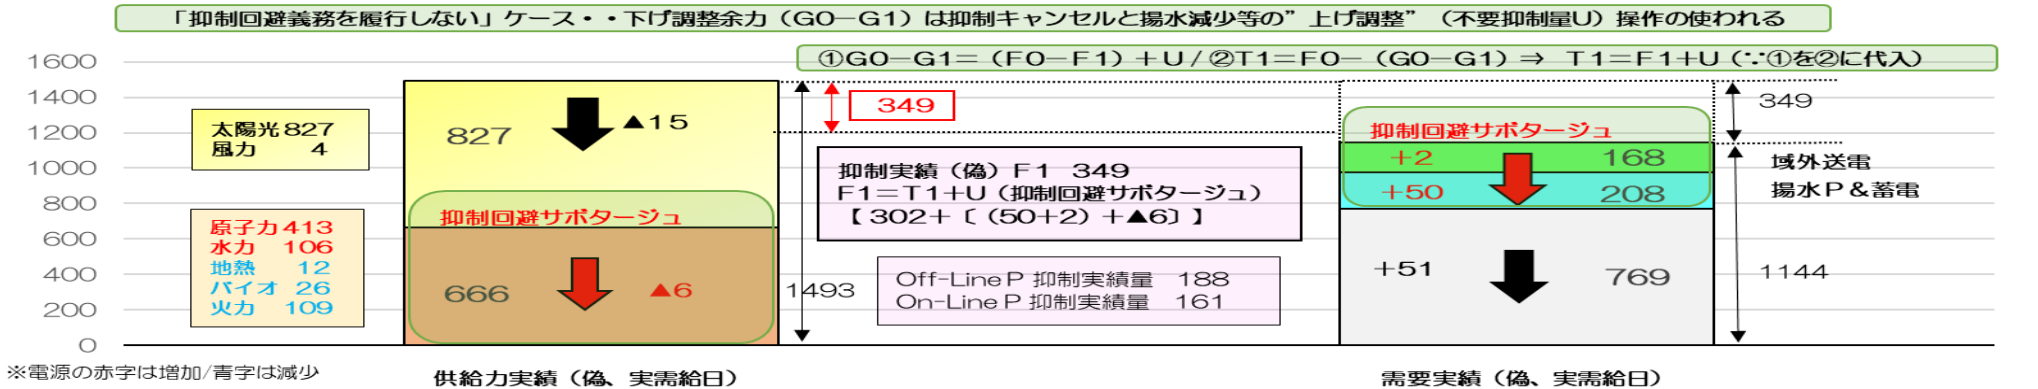 「抑制回避義務を履行しない」ケース・・下げ調整余力（G0－G1）は抑制キャンセルと揚水減少等の”上げ調整”（不要抑制量U）操作の使われる
①G0－G1＝（F0－F1）＋U/②T1＝F0－（G0－G1）⇒ T1＝F1＋U（∵①を②に代入）
1600
1400
1200
1000
800
600
400
200
0
太陽光827
風力 4
原子力413
水力 106
地熱 12
バイオ 26
火力 109
827
▲15
抑制回避サボタージュ
666
▲6
1493
349
抑制実績（偽）F1 349
F1＝T1＋U（抑制回避サボタージュ）
【302＋〔（50＋2）＋▲6〕】
Off-LineP 抑制実績量 188
On-LineP 抑制実績量 161
抑制回避サボタージュ
+2
168
+50
208
+51
769
349
域外送電
揚水P＆蓄電
1144
※電源の赤字は増加/青字は減少
供給力実績（偽、実需給日）
需要実績（偽、実需給日）